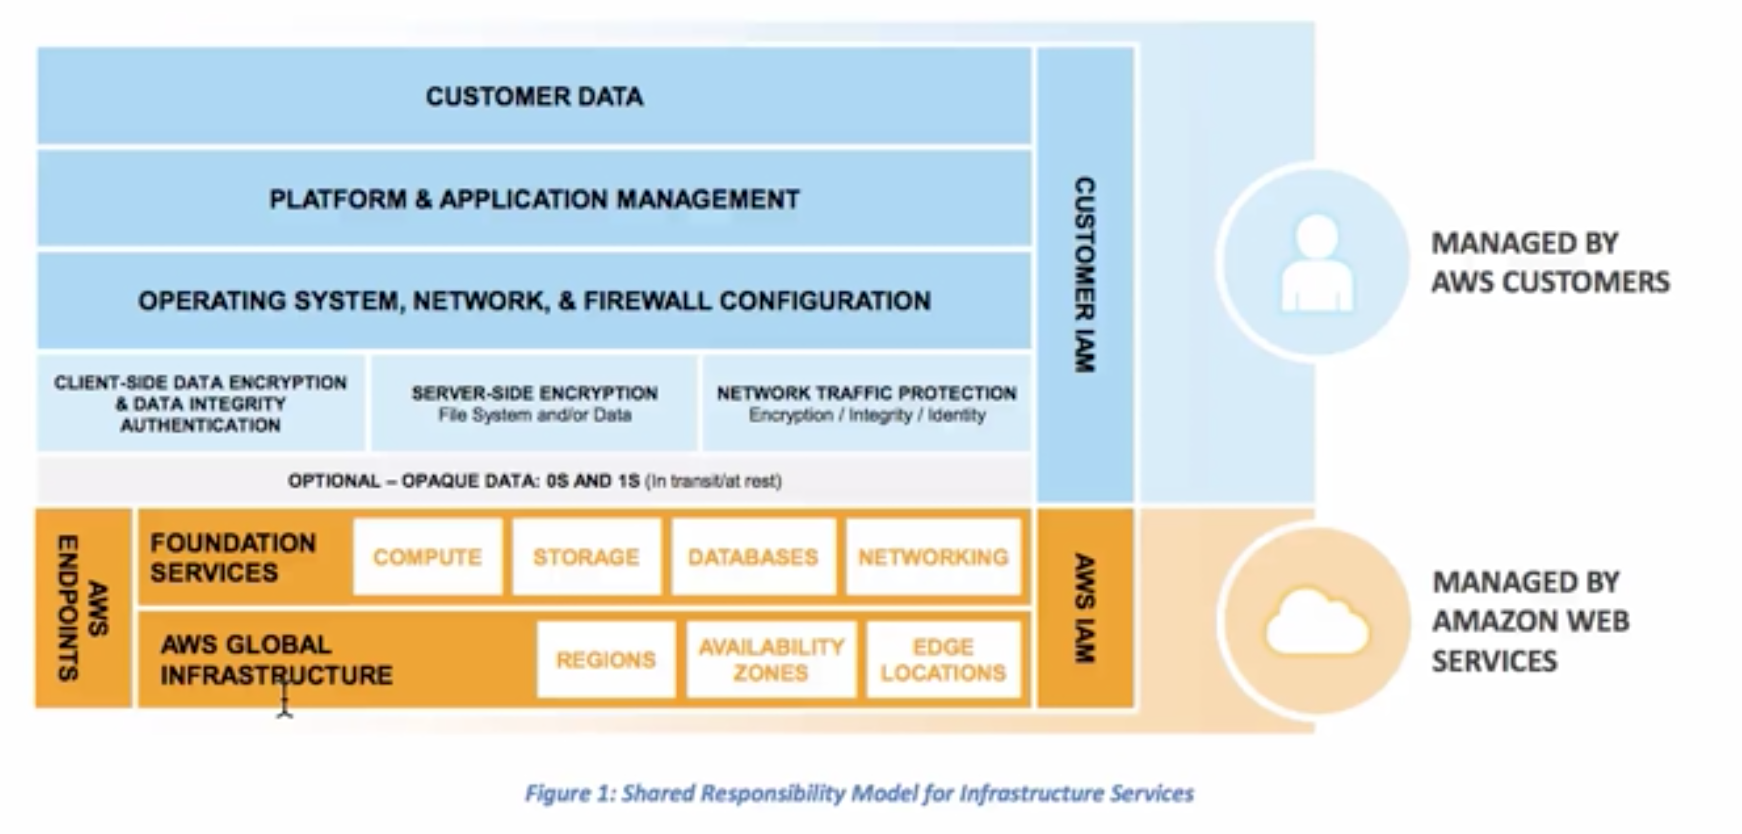 CUSTOMER DATA
PLATFORM & APPLICATION MANAGEMENT
OPERATING SYSTEM, NETWORK, & FIREWALL CONFIGURATION
CLIENT-SIDE DATA ENCRYPTION
& DATA INTEGRITY
AUTHENTICATION
SERVER-SIDE ENCRYPTION
File System and/or Data
NETWORK TRAFFIC PROTECTION
Encryption / Integrity / Identity
OPTIONAL – OPAQUE DATA: 0S AND 1S (In transit/at rest)
CUSTOMER IAM
MANAGED BY
AWS CUSTOMERS
AWS
ENDPOINTS
FOUNDATION
SERVICES
COMPUTE
STORAGE
DATABASES
NETWORKING
AWS GLOBAL
INFRASTRUCTURE
REGIONS
AVAILABILITY
ZONES
EDGE
LOCATIONS
AWS IAM
MANAGED BY
AMAZON WEB
SERVICES
Figure 1: Shared Responsibility Model for Infrastructure Services